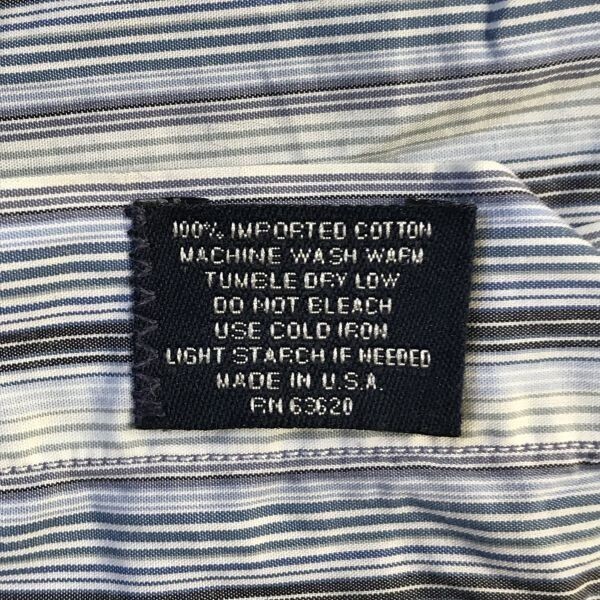 100% IMPORTED COTTON
MACHINE WASH WARM
TUMBLE DRY LOW
DO NOT BLEACH
USE COLD IRON
LIGHT STARCH IF NEEDED
MADE IN U.S.A.
RN 63620